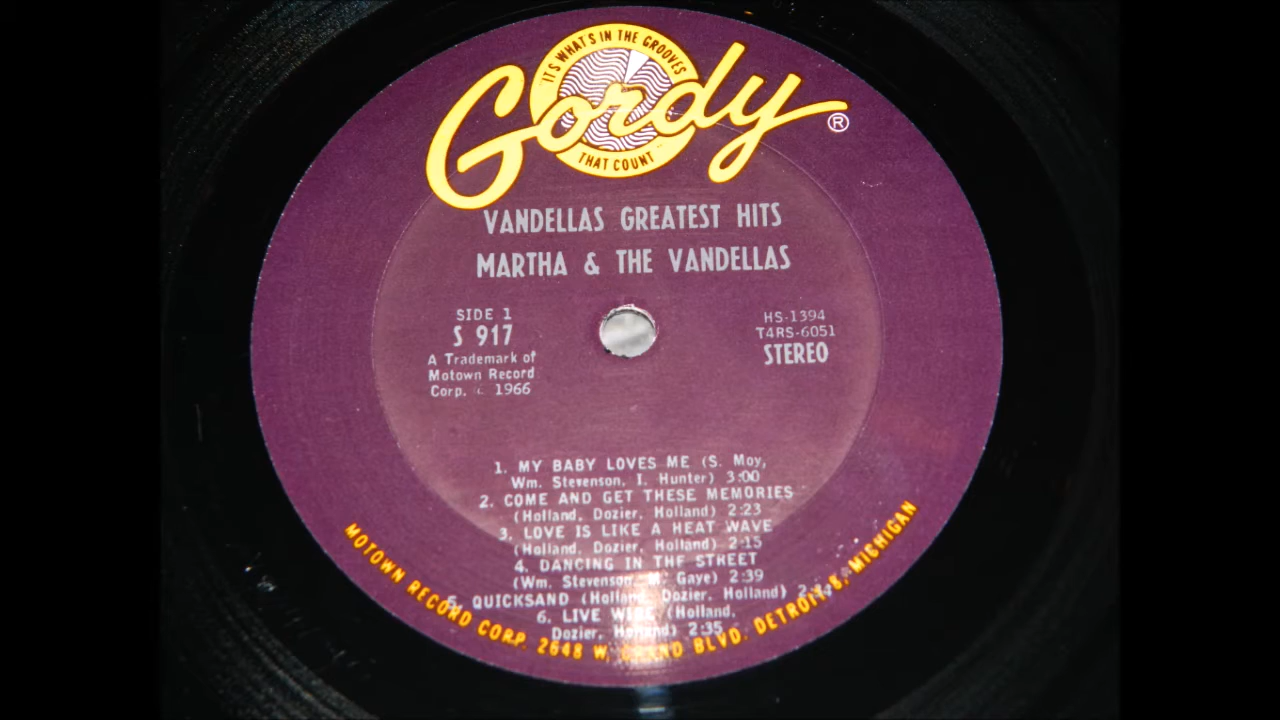 "IT'S WHAT'S IN THE GROOVES
Gordy ®
THAT COUNT"
VANDELLAS GREATEST HITS
MARTHA & THE VANDELLAS
SIDE 1
S 917
A Trademark of
Motown Record
Corp. c 1966
HS-1394
T4RS-6051
STEREO
1. MY BABY LOVES ME (S. Moy,
Wm. Stevenson, I. Hunter) 3:00
2. COME AND GET THESE MEMORIES
(Holland, Dozier, Holland) 2:23
3. LOVE IS LIKE A HEAT WAVE
(Holland, Dozier, Holland) 2:15
4. DANCING IN THE STREET
(Wm. Stevenson, M. Gaye) 2:39
5. QUICKSAND (Holland, Dozier, Holland)
6. LIVE WIRE (Holland,
Dozier, Holland) 2:35
MOTOWN RECORD CORP. 2648 W. GRAND BLVD. DETROIT 8, MICHIGAN